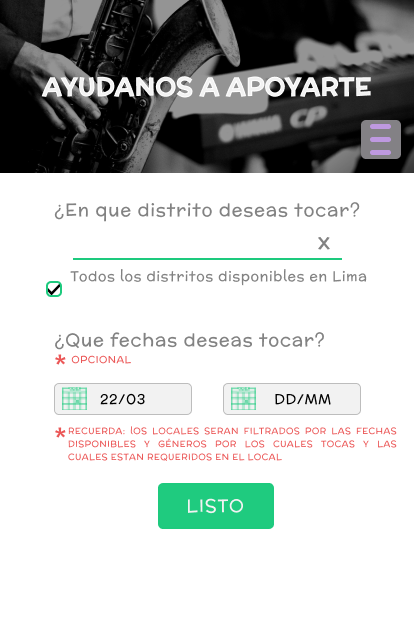 AYUDANOS A APOYARTE
YAMAHA CP
¿En que distrito deseas tocar?
X
Todos los distritos disponibles en Lima
¿Que fechas deseas tocar?
* OPCIONAL
22/03
DD/MM
* RECUERDA: lOS LOCALES SERAN FILTRADOS POR LAS FECHAS
DISPONIBLES Y GÉNEROS POR LOS CUALES TOCAS Y LAS
CUALES ESTAN REQUERIDOS EN EL LOCAL
LISTO